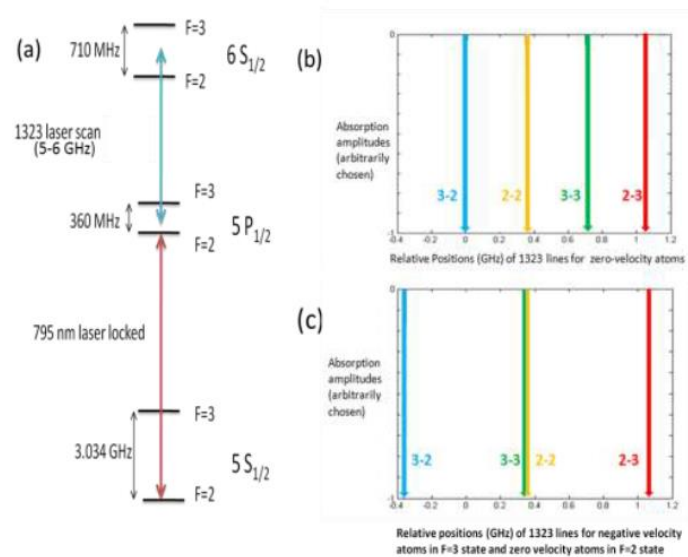 (a)
F=3
710 MHz
6 S1/2
F=2
1323 laser scan
(5-6 GHz)
F=3
360 MHz
5 P1/2
F=2
795 nm laser locked
F=3
3.034 GHz
5 S1/2
F=2
(b)
0
Absorption
amplitudes
(arbitrarily
chosen)
3-2
2-2
3-3
2-3
-1
-0.4 -0.2 0 0.2 0.4 0.6 0.8 1 1.2
Relative Positions (GHz) of 1323 lines for zero-velocity atoms
(c)
0
Absorption
amplitudes
(arbitrarily
chosen)
3-2
3-3
2-2
2-3
-1
-0.4 -0.2 0 0.2 0.4 0.6 0.8 1 1.2
Relative positions (GHz) of 1323 lines for negative velocity
atoms in F=3 state and zero velocity atoms in F=2 state